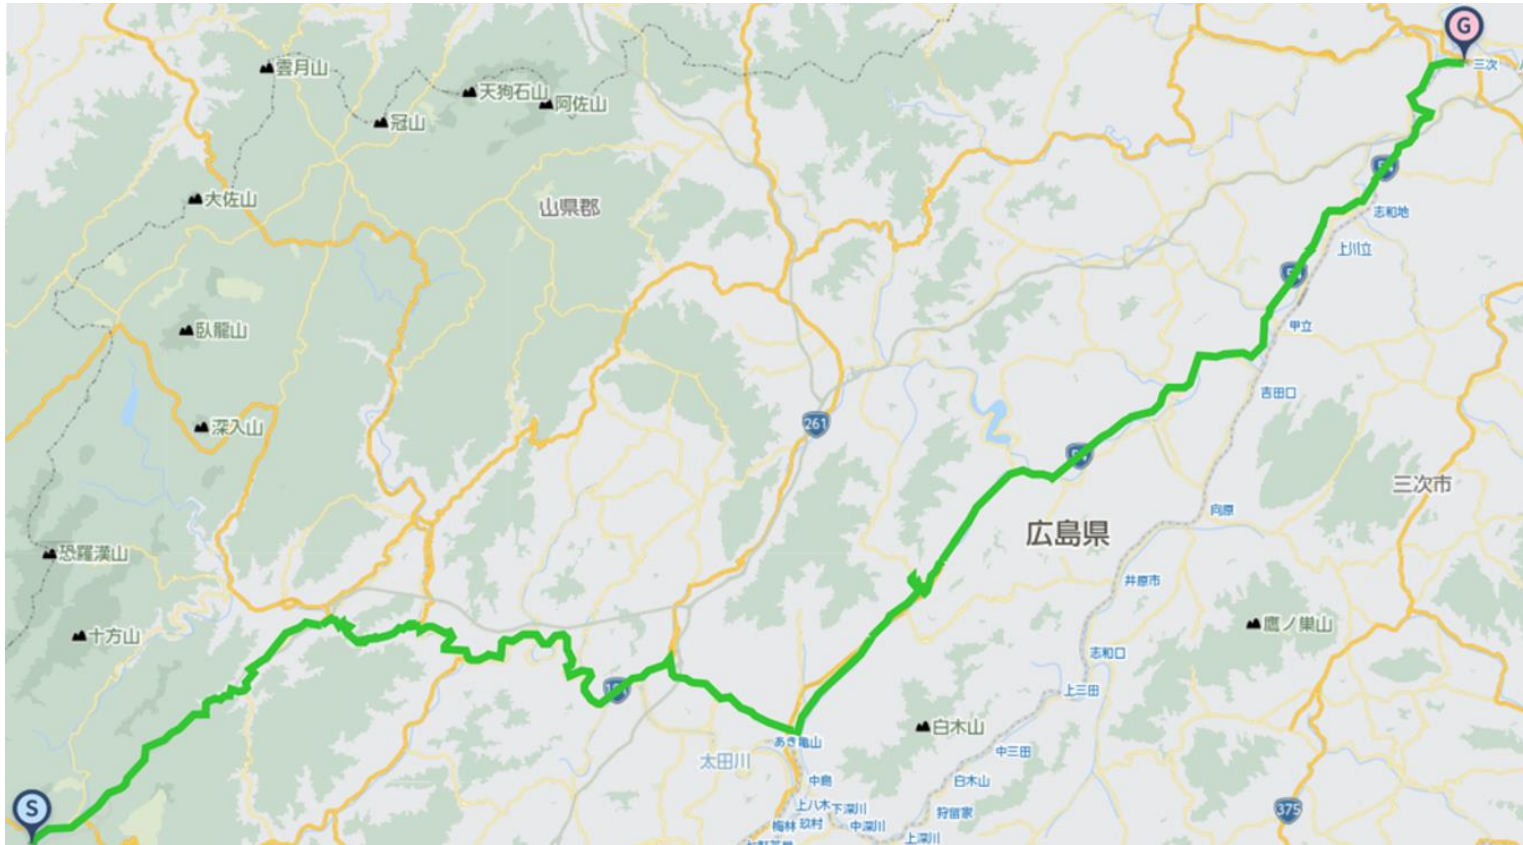 G
三次
雲月山
天狗石山
阿佐山
冠山
大佐山
山県郡
志和地
上川立
54
臥龍山
甲立
吉田口
深入山
261
三次市
向原
広島県
恐羅漢山
井原市
十方山
鷹ノ巣山
志和口
上三田
白木山
あき亀山
中三田
太田川
中島
白木山
S
上八木
下深川
狩留家
375
梅林
玖村
中深川
上深川